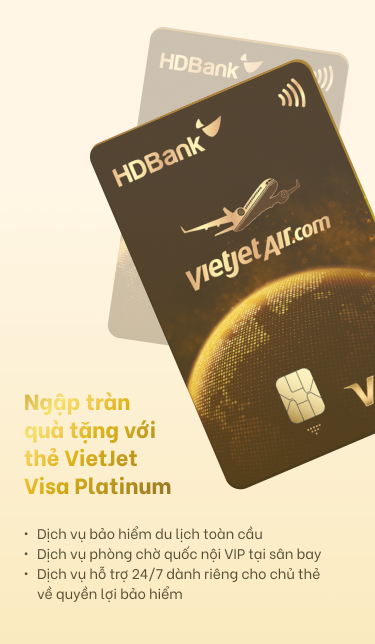 HDBank
HDBank
vietjetAir.com
V
Ngập tràn
quà tặng với
thẻ VietJet
Visa Platinum
• Dịch vụ bảo hiểm du lịch toàn cầu
• Dịch vụ phòng chờ quốc nội VIP tại sân bay
• Dịch vụ hỗ trợ 24/7 dành riêng cho chủ thẻ
về quyền lợi bảo hiểm